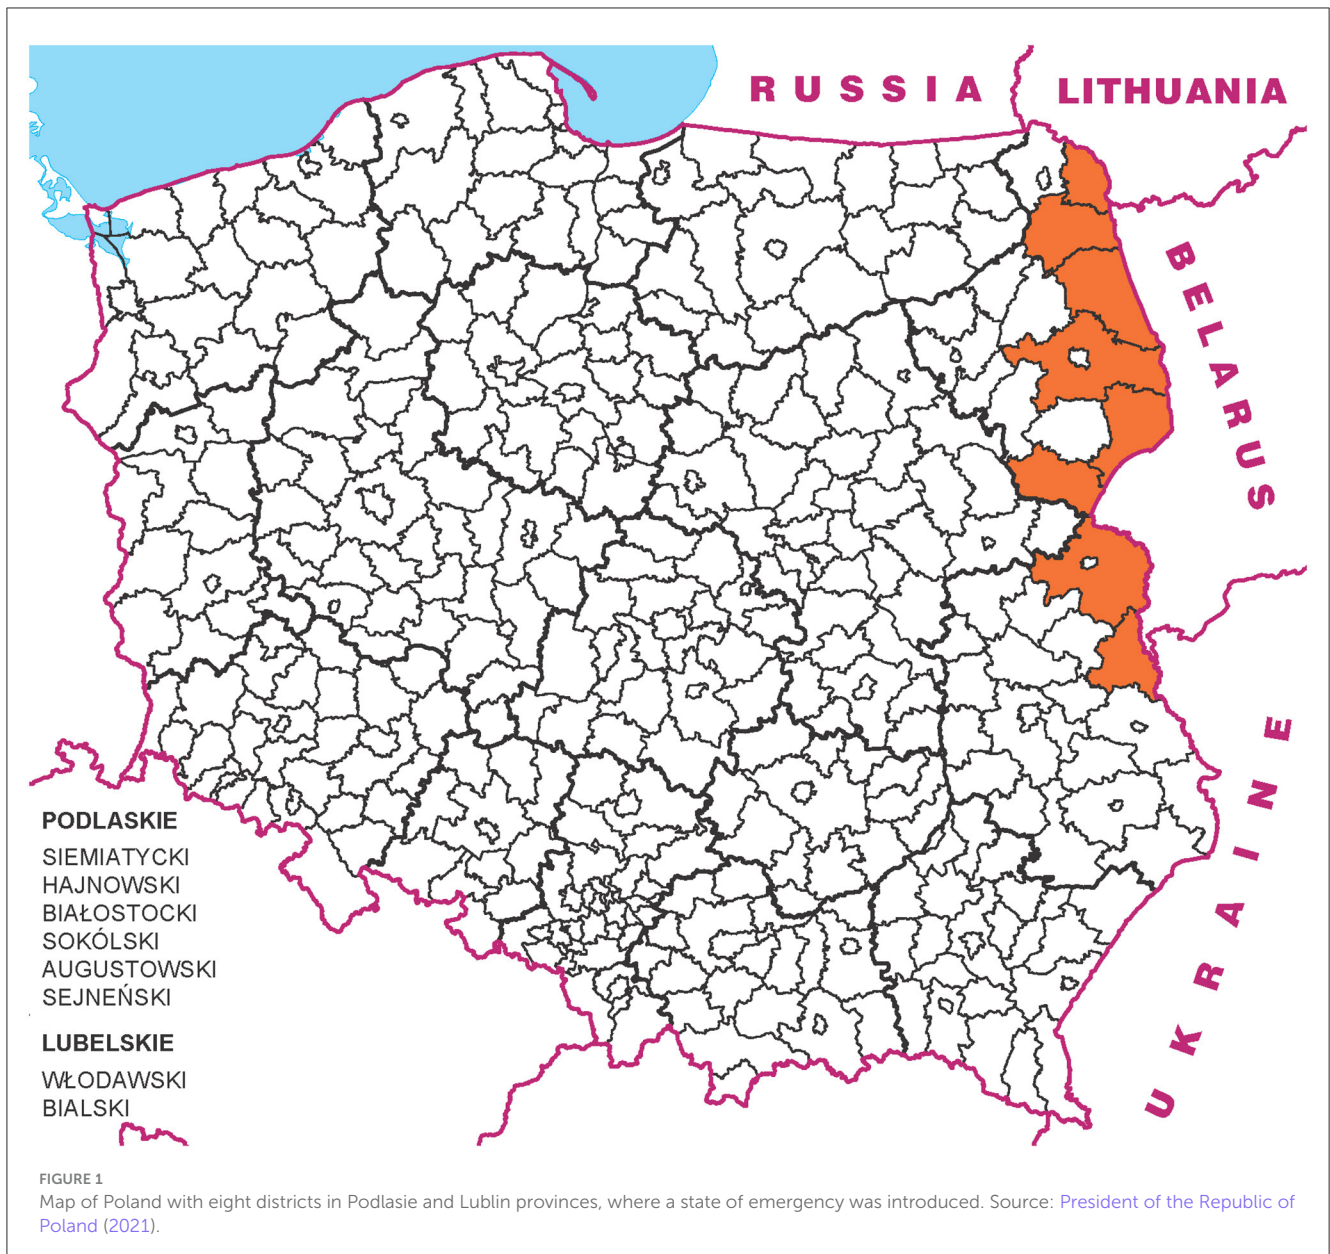 RUSSIA
LITHUANIA
BELARUS
UKRAINE
PODLASKIE
SIEMIATYCKI
HAJNOWSKI
BIAŁOSTOCKI
SOKÓLSKI
AUGUSTOWSKI
SEJNEŃSKI
LUBELSKIE
WŁODAWSKI
BIALSKI
FIGURE 1
Map of Poland with eight districts in Podlasie and Lublin provinces, where a state of emergency was introduced. Source: President of the Republic of
Poland (2021).